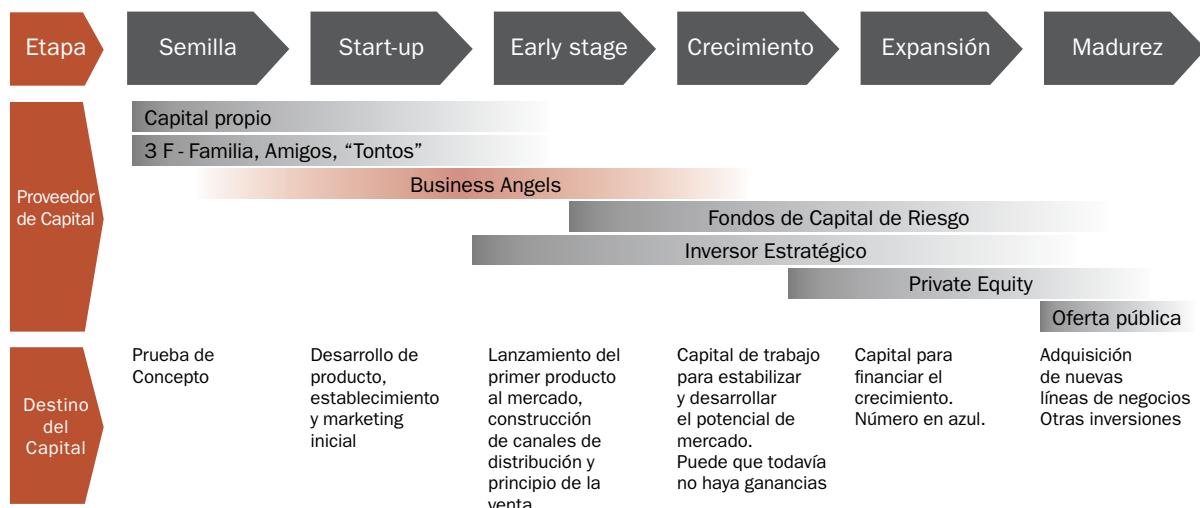 Etapa
Semilla
Start-up
Early stage
Crecimiento
Expansión
Madurez
Proveedor
de Capital
Capital propio
3 F - Familia, Amigos, “Tontos”
Business Angels
Fondos de Capital de Riesgo
Inversor Estratégico
Private Equity
Oferta pública
Destino
del
Capital
Prueba de
Concepto
Desarrollo de
producto,
establecimiento
y marketing
inicial
Lanzamiento del
primer producto
al mercado,
construcción
de canales de
distribución y
principio de la
venta
Capital de trabajo
para estabilizar
y desarrollar
el potencial de
mercado.
Puede que todavía
no haya ganancias
Capital para
financiar el
crecimiento.
Número en azul.
Adquisición
de nuevas
líneas de negocios
Otras inversiones